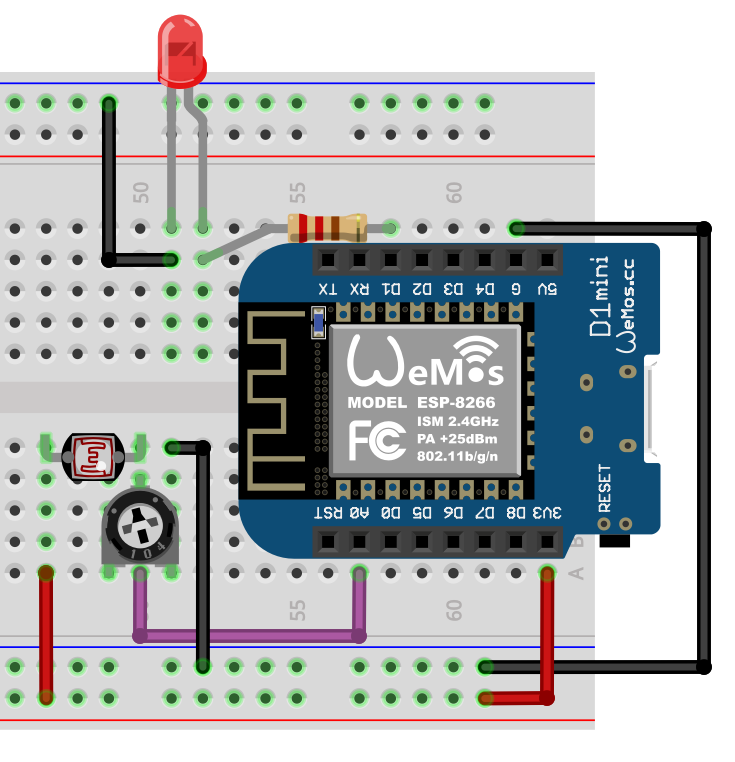 50 55 60
TX RX D1 D2 D3 D4 G 5V
D1 mini
WeMos.cc
WeMos
MODEL ESP-8266
ISM 2.4GHz
PA +25dBm
802.11b/g/n
FC
RESET
RST A0 D0 D5 D6 D7 D8 3V3
104
B
A
55 60